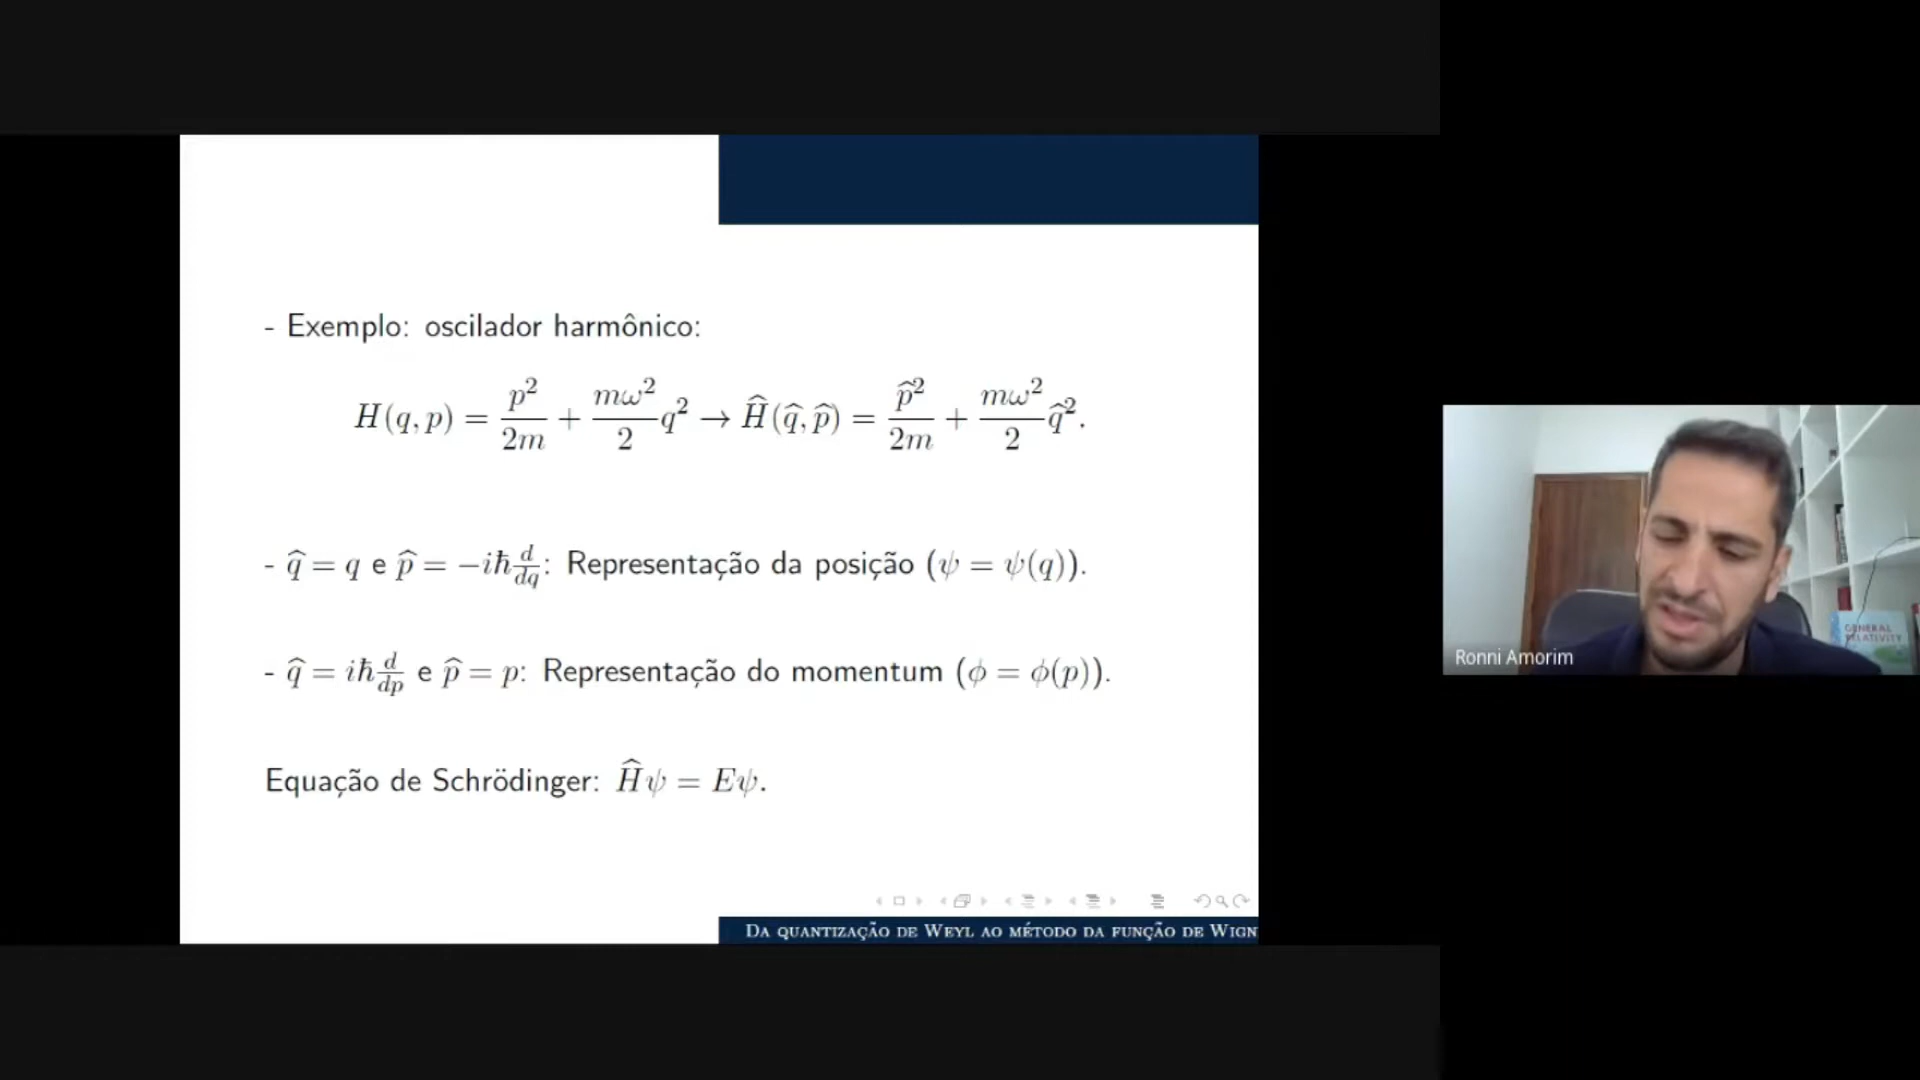 - Exemplo: oscilador harmônico:
H(q, p) = p²/2m + mω²/2 q² → Ĥ(q̂, p̂) = p̂²/2m + mω²/2 q̂².
- q̂ = q e p̂ = −iħ d/dq: Representação da posição (ψ = ψ(q)).
- q̂ = iħ d/dp e p̂ = p: Representação do momentum (ϕ = ϕ(p)).
Equação de Schrödinger: Ĥψ = Eψ.
Da quantização de Weyl ao método da função de Wign
Ronni Amorim
GENERAL
RELATIVITY